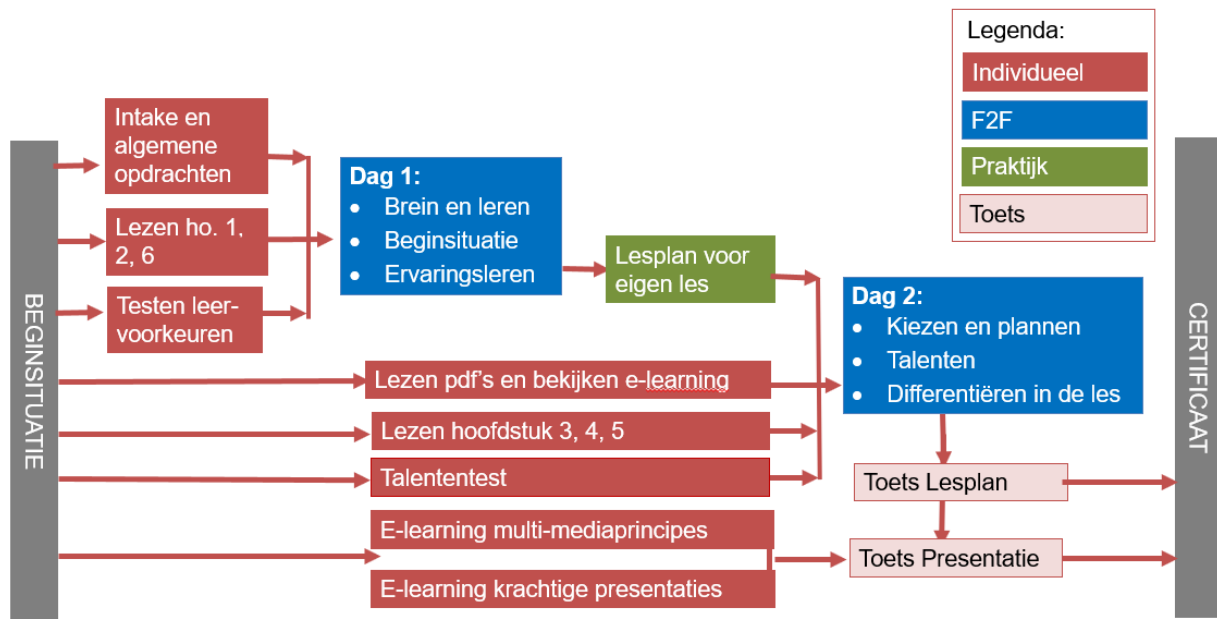 Legenda:
Individueel
F2F
Praktijk
Toets
BEGINSITUATIE
Intake en
algemene
opdrachten
Lezen ho. 1,
2, 6
Testen leer-
voorkeuren
Dag 1:
• Brein en leren
• Beginsituatie
• Ervaringsleren
Lesplan voor
eigen les
Lezen pdf's en bekijken e-learning
Lezen hoofdstuk 3, 4, 5
Talententest
E-learning multi-mediaprincipes
E-learning krachtige presentaties
Dag 2:
• Kiezen en plannen
• Talenten
• Differentiëren in de les
Toets Lesplan
Toets Presentatie
CERTIFICAAT